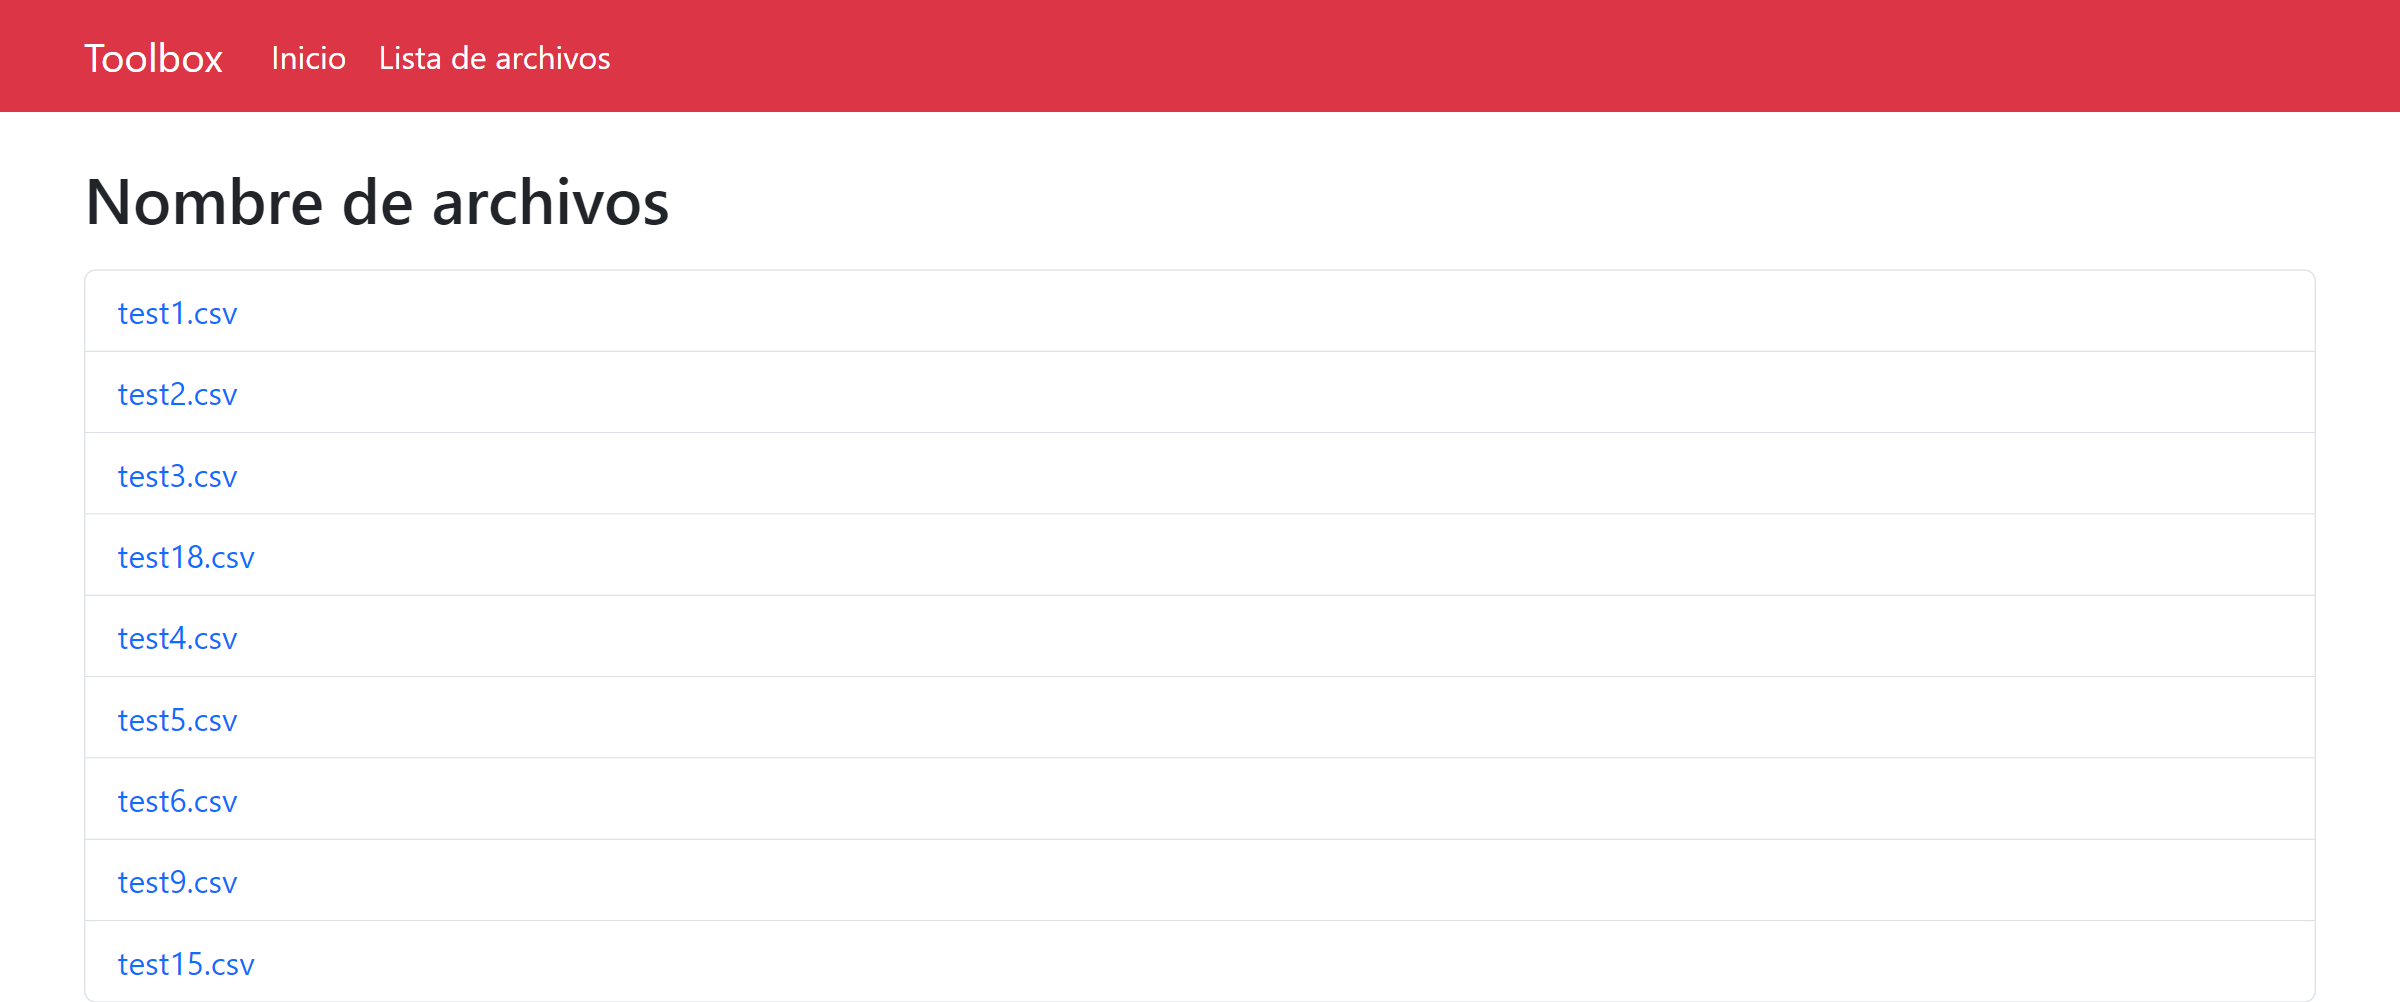 Toolbox Inicio Lista de archivos
Nombre de archivos
test1.csv
test2.csv
test3.csv
test18.csv
test4.csv
test5.csv
test6.csv
test9.csv
test15.csv